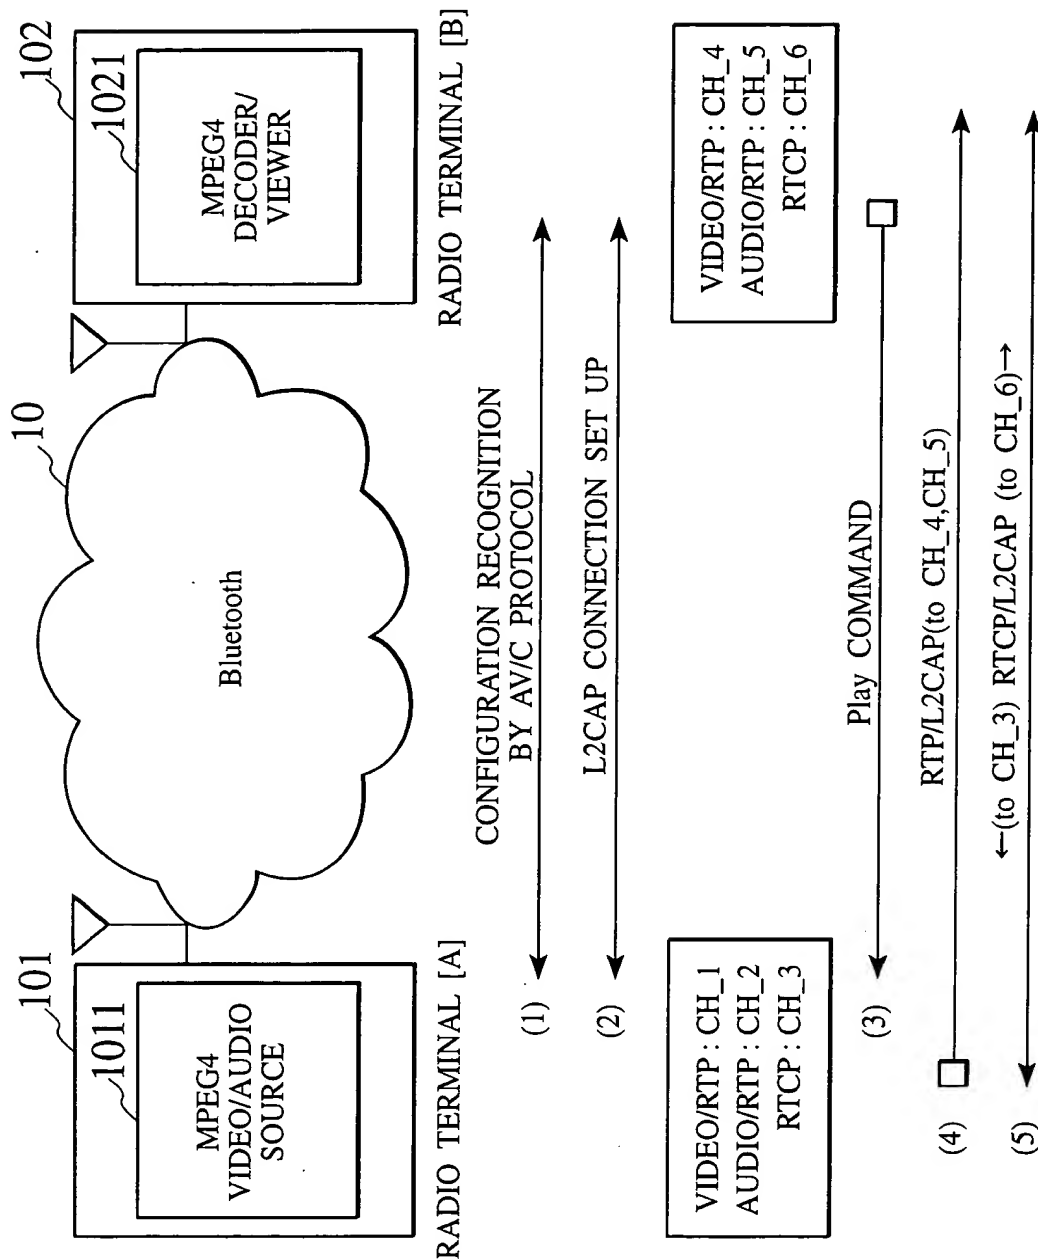 101
1011
MPEG4
VIDEO/AUDIO
SOURCE
RADIO TERMINAL [A]
10
Bluetooth
102
1021
MPEG4
DECODER/
VIEWER
RADIO TERMINAL [B]
(1)
CONFIGURATION RECOGNITION
BY AV/C PROTOCOL
(2)
L2CAP CONNECTION SET UP
VIDEO/RTP : CH_1
AUDIO/RTP : CH_2
RTCP : CH_3
VIDEO/RTP : CH_4
AUDIO/RTP : CH_5
RTCP : CH_6
(3)
Play COMMAND
(4)
RTP/L2CAP(to CH_4,CH_5)
(5)
←(to CH_3) RTCP/L2CAP (to CH_6)→